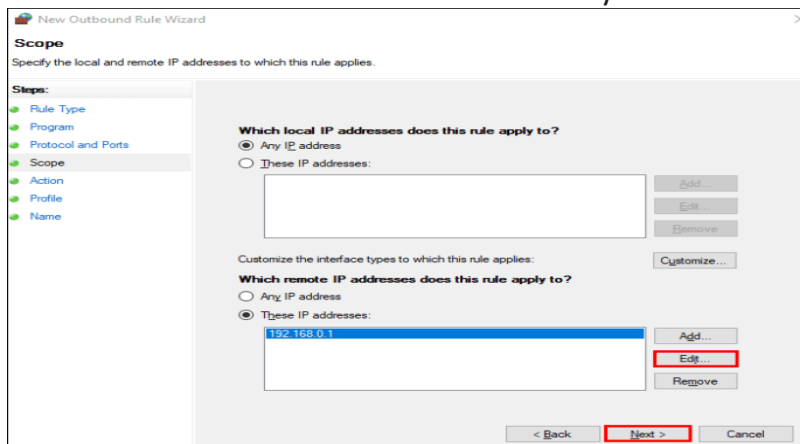 New Outbound Rule Wizard
Scope
Specify the local and remote IP addresses to which this rule applies.
Steps:
Rule Type
Program
Protocol and Ports
Scope
Action
Profile
Name
Which local IP addresses does this rule apply to?
Any IP address
These IP addresses:
Add...
Edit...
Remove
Customize the interface types to which this rule applies:
Customize...
Which remote IP addresses does this rule apply to?
Any IP address
These IP addresses:
192.168.0.1
Add...
Edit...
Remove
< Back
Next >
Cancel